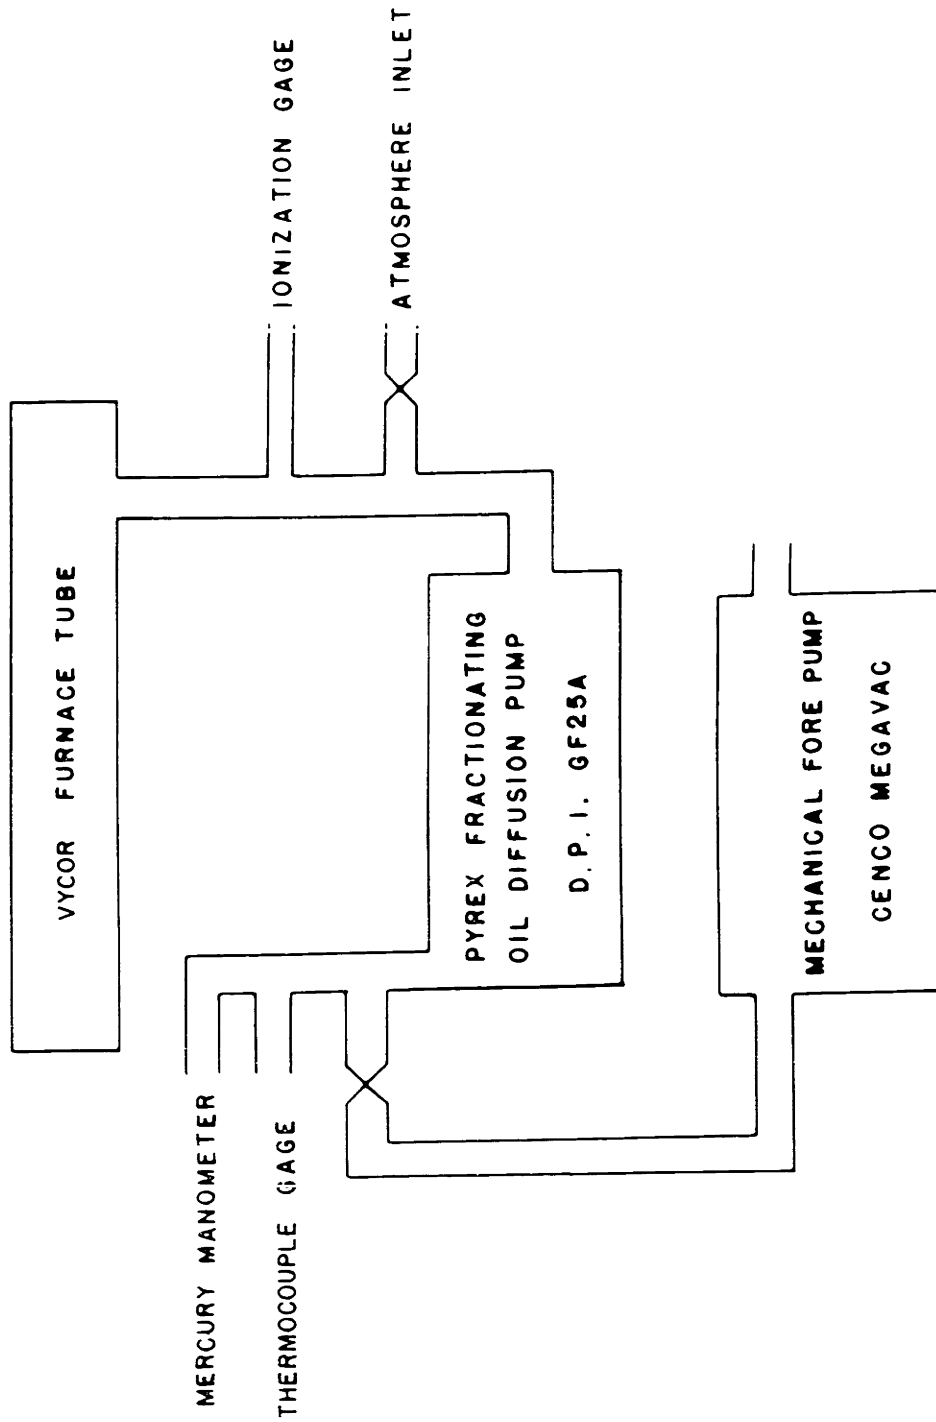 VYCOR FURNACE TUBE
IONIZATION GAGE
ATMOSPHERE INLET
MERCURY MANOMETER
THERMOCOUPLE GAGE
PYREX FRACTIONATING
OIL DIFFUSION PUMP
D.P.I. GF25A
MECHANICAL FORE PUMP
CENCO MEGAVAC